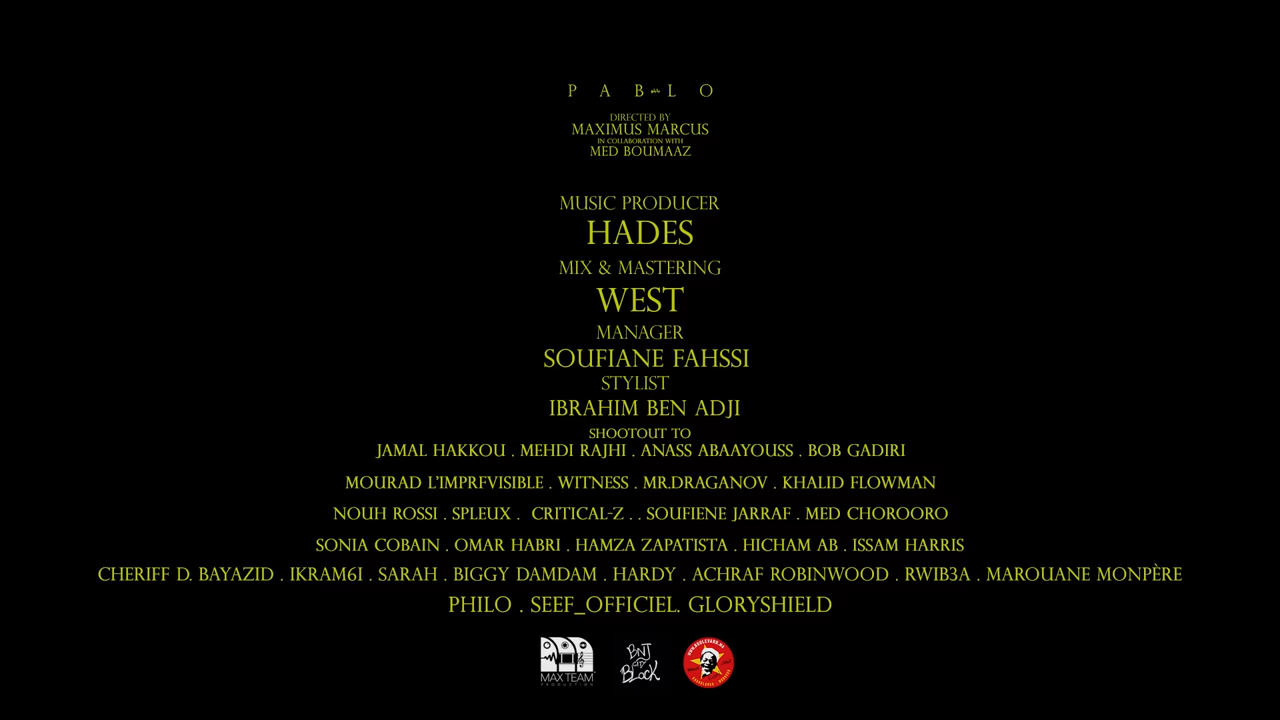 P A B L O
DIRECTED BY
MAXIMUS MARCUS
IN COLLABORATION WITH
MED BOUMAAZ
MUSIC PRODUCER
HADES
MIX & MASTERING
WEST
MANAGER
SOUFIANE FAHSSI
STYLIST
IBRAHIM BEN ADJI
SHOOTOUT TO
JAMAL HAKKOU . MEHDI RAJHI . ANASS ABAAYOUSS . BOB GADIRI
MOURAD L'IMPRFVISIBLE . WITNESS . MR.DRAGANOV . KHALID FLOWMAN
NOUH ROSSI . SPLEUX . CRITICAL-Z . . SOUFIENE JARRAF . MED CHOROORO
SONIA COBAIN . OMAR HABRI . HAMZA ZAPATISTA . HICHAM AB . ISSAM HARRIS
CHERIFF D. BAYAZID . IKRAM6I . SARAH . BIGGY DAMDAM . HARDY . ACHRAF ROBINWOOD . RWIB3A . MAROUANE MONPÈRE
PHILO . SEEF_OFFICIEL. GLORYSHIELD
MAX TEAM
PRODUCTION
BNJ
BLOCK
WWW.BOULEVARD.MA